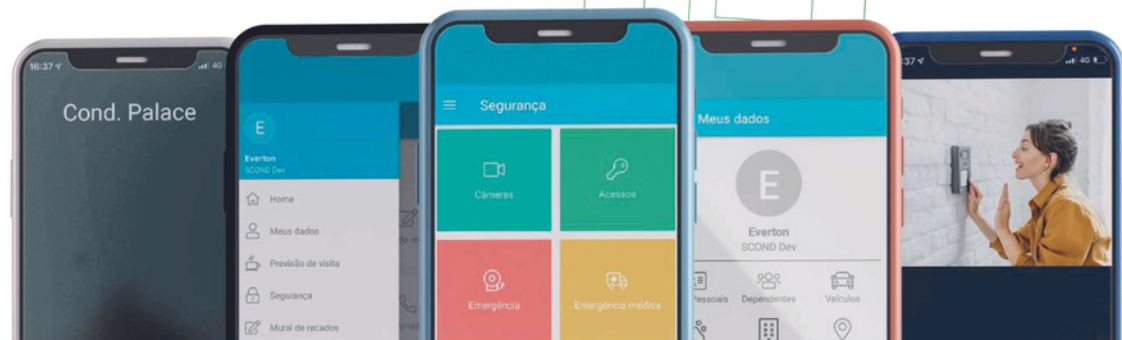 16:37
4G
Cond. Palace
E
Everton
SCOND Dev
Home
Meus dados
Previsão de visita
Segurança
Mural de recados
Segurança
Câmeras
Acessos
Emergência
Emergência médica
Meus dados
E
Everton
SCOND Dev
Pessoais
Dependentes
Veículos
:37
4G